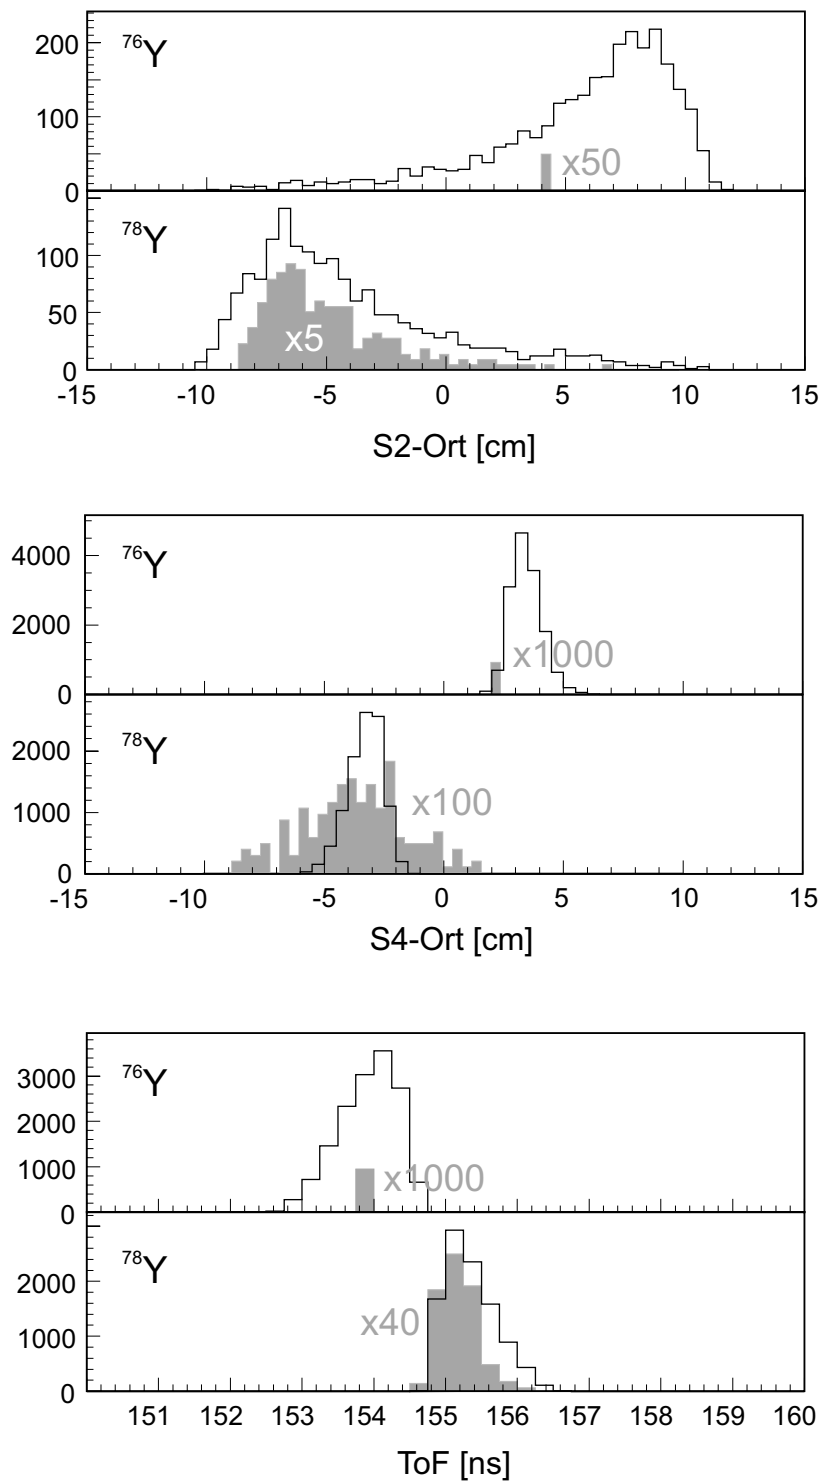 200
⁷⁶Y
100
x50
0
⁷⁸Y
100
50
x5
0
-15 -10 -5 0 5 10 15
S2-Ort [cm]
4000
⁷⁶Y
2000
x1000
0
⁷⁸Y
2000
1000
x100
0
-15 -10 -5 0 5 10 15
S4-Ort [cm]
3000
⁷⁶Y
2000
1000
x1000
0
⁷⁸Y
2000
x40
1000
0
151 152 153 154 155 156 157 158 159 160
ToF [ns]